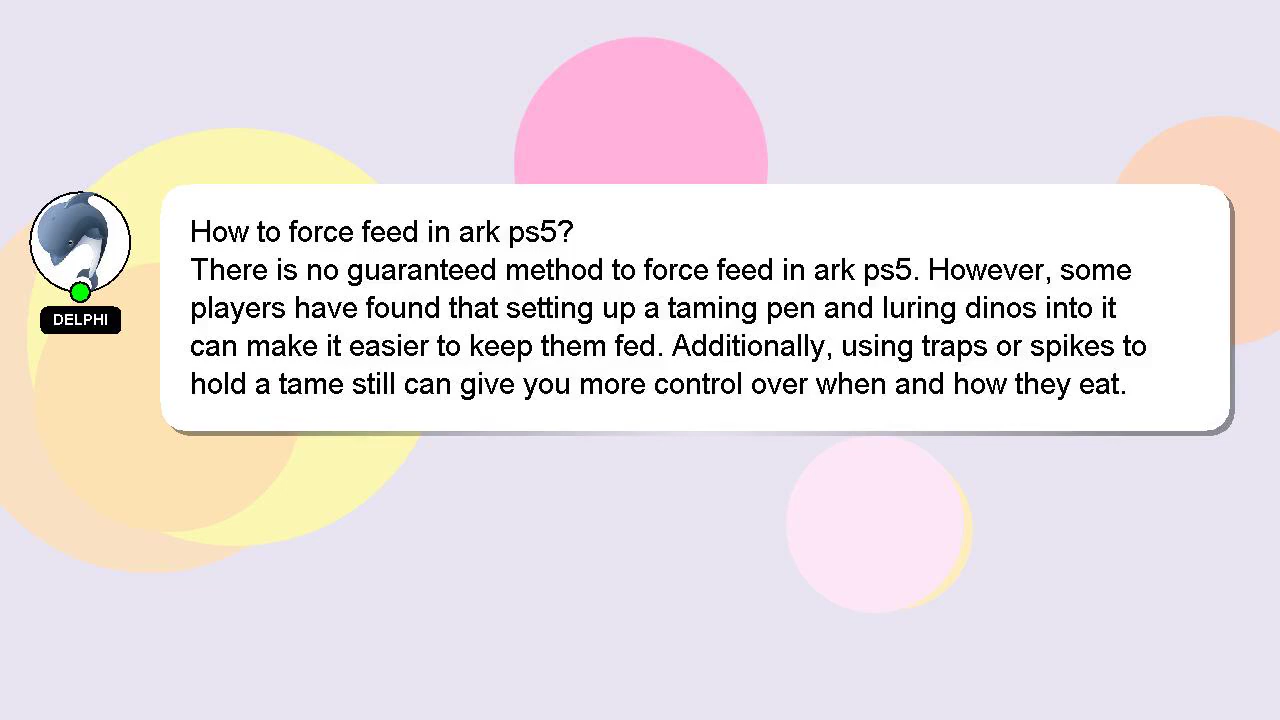 How to force feed in ark ps5?
There is no guaranteed method to force feed in ark ps5. However, some
players have found that setting up a taming pen and luring dinos into it
can make it easier to keep them fed. Additionally, using traps or spikes to
hold a tame still can give you more control over when and how they eat.
DELPHI